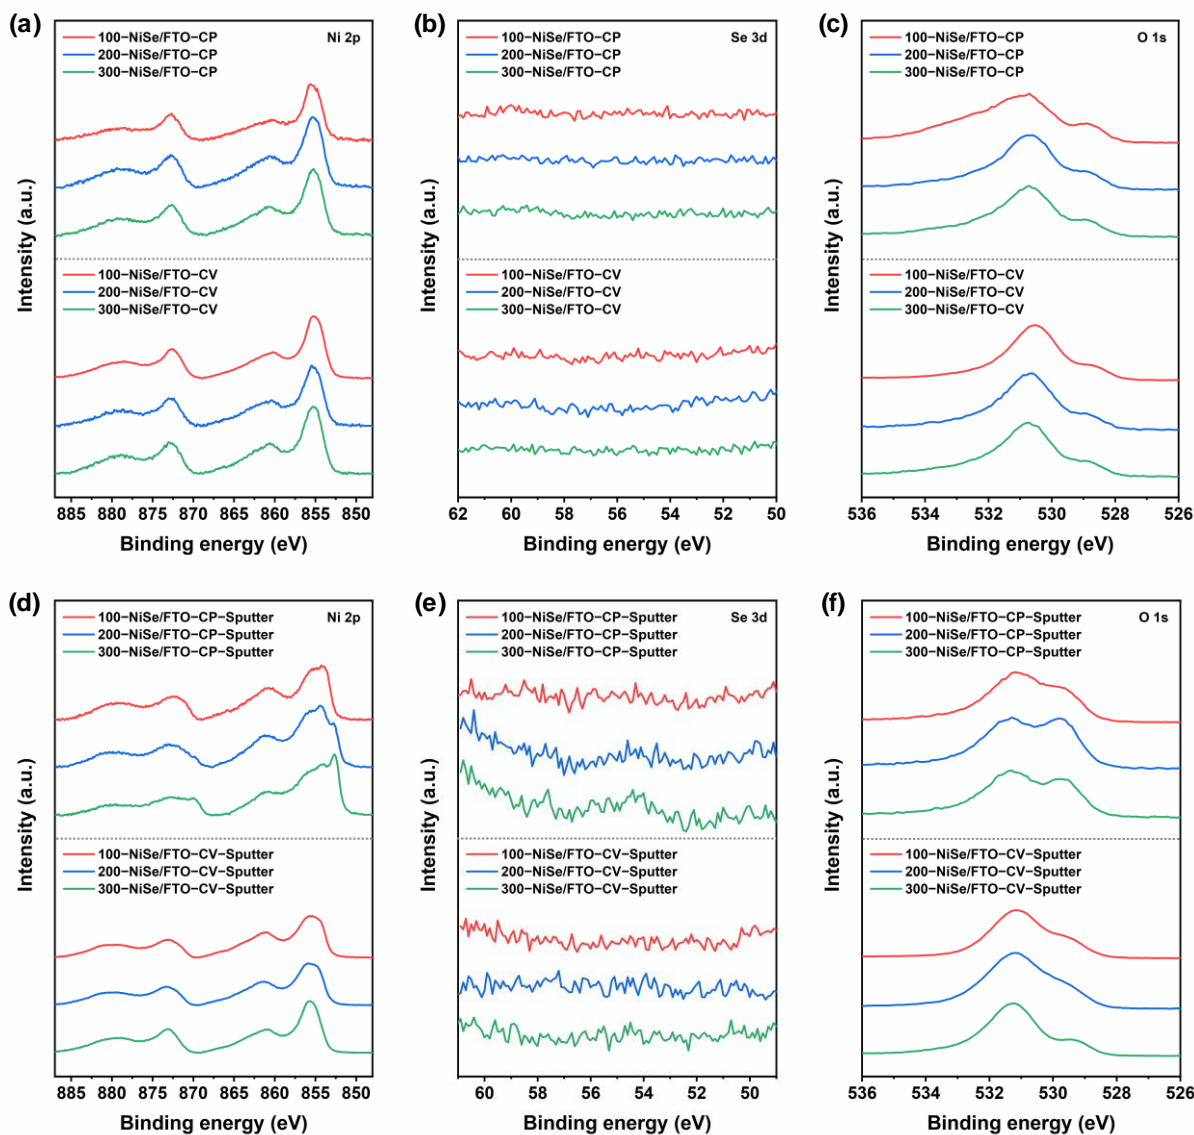 (a)
100−NiSe/FTO−CP
200−NiSe/FTO−CP
300−NiSe/FTO−CP
Ni 2p
100−NiSe/FTO−CV
200−NiSe/FTO−CV
300−NiSe/FTO−CV
Intensity (a.u.)
885 880 875 870 865 860 855 850
Binding energy (eV)
(b)
100−NiSe/FTO−CP
200−NiSe/FTO−CP
300−NiSe/FTO−CP
Se 3d
100−NiSe/FTO−CV
200−NiSe/FTO−CV
300−NiSe/FTO−CV
Intensity (a.u.)
62 60 58 56 54 52 50
Binding energy (eV)
(c)
100−NiSe/FTO−CP
200−NiSe/FTO−CP
300−NiSe/FTO−CP
O 1s
100−NiSe/FTO−CV
200−NiSe/FTO−CV
300−NiSe/FTO−CV
Intensity (a.u.)
536 534 532 530 528 526
Binding energy (eV)
(d)
100−NiSe/FTO−CP−Sputter
200−NiSe/FTO−CP−Sputter
300−NiSe/FTO−CP−Sputter
Ni 2p
100−NiSe/FTO−CV−Sputter
200−NiSe/FTO−CV−Sputter
300−NiSe/FTO−CV−Sputter
Intensity (a.u.)
885 880 875 870 865 860 855 850
Binding energy (eV)
(e)
100−NiSe/FTO−CP−Sputter
200−NiSe/FTO−CP−Sputter
300−NiSe/FTO−CP−Sputter
Se 3d
100−NiSe/FTO−CV−Sputter
200−NiSe/FTO−CV−Sputter
300−NiSe/FTO−CV−Sputter
Intensity (a.u.)
60 58 56 54 52 50
Binding energy (eV)
(f)
100−NiSe/FTO−CP−Sputter
200−NiSe/FTO−CP−Sputter
300−NiSe/FTO−CP−Sputter
O 1s
100−NiSe/FTO−CV−Sputter
200−NiSe/FTO−CV−Sputter
300−NiSe/FTO−CV−Sputter
Intensity (a.u.)
536 534 532 530 528 526
Binding energy (eV)